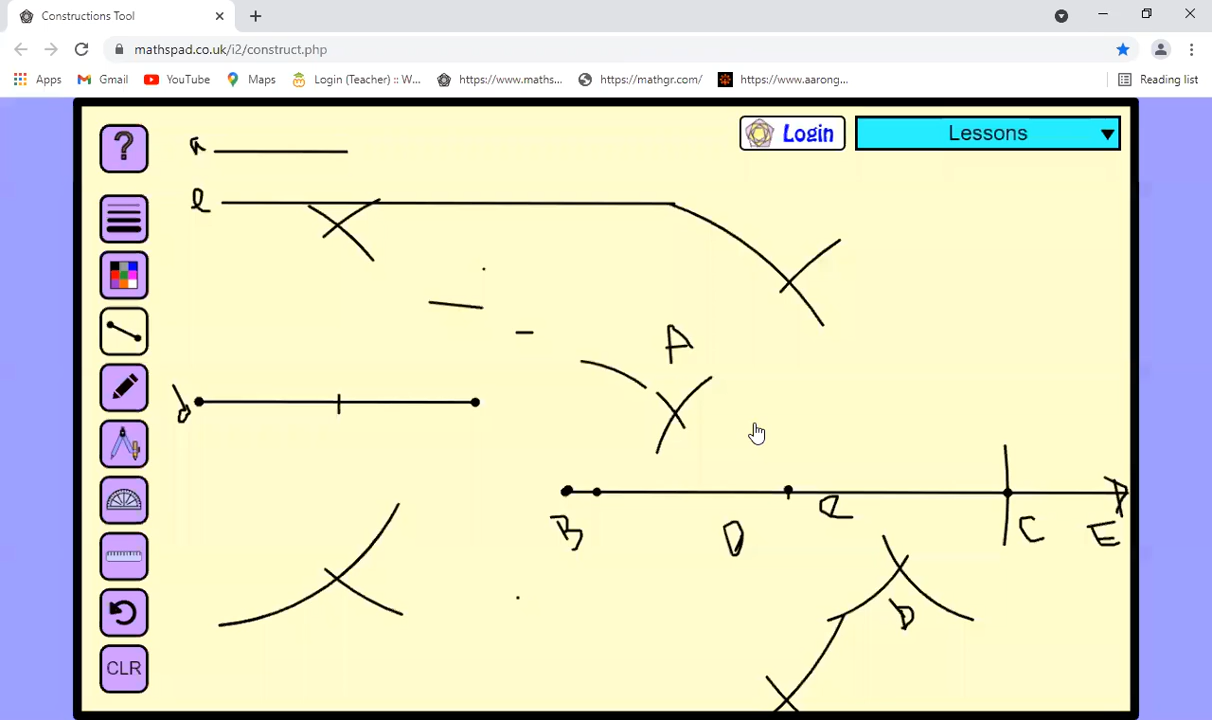 Constructions Tool
mathspad.co.uk/i2/construct.php
Apps Gmail YouTube Maps Login (Teacher) :: W... https://www.maths... https://mathgr.com/ https://www.aarong... Reading list
?
Login
Lessons
l
A
b
B
D
C
E
D
CLR